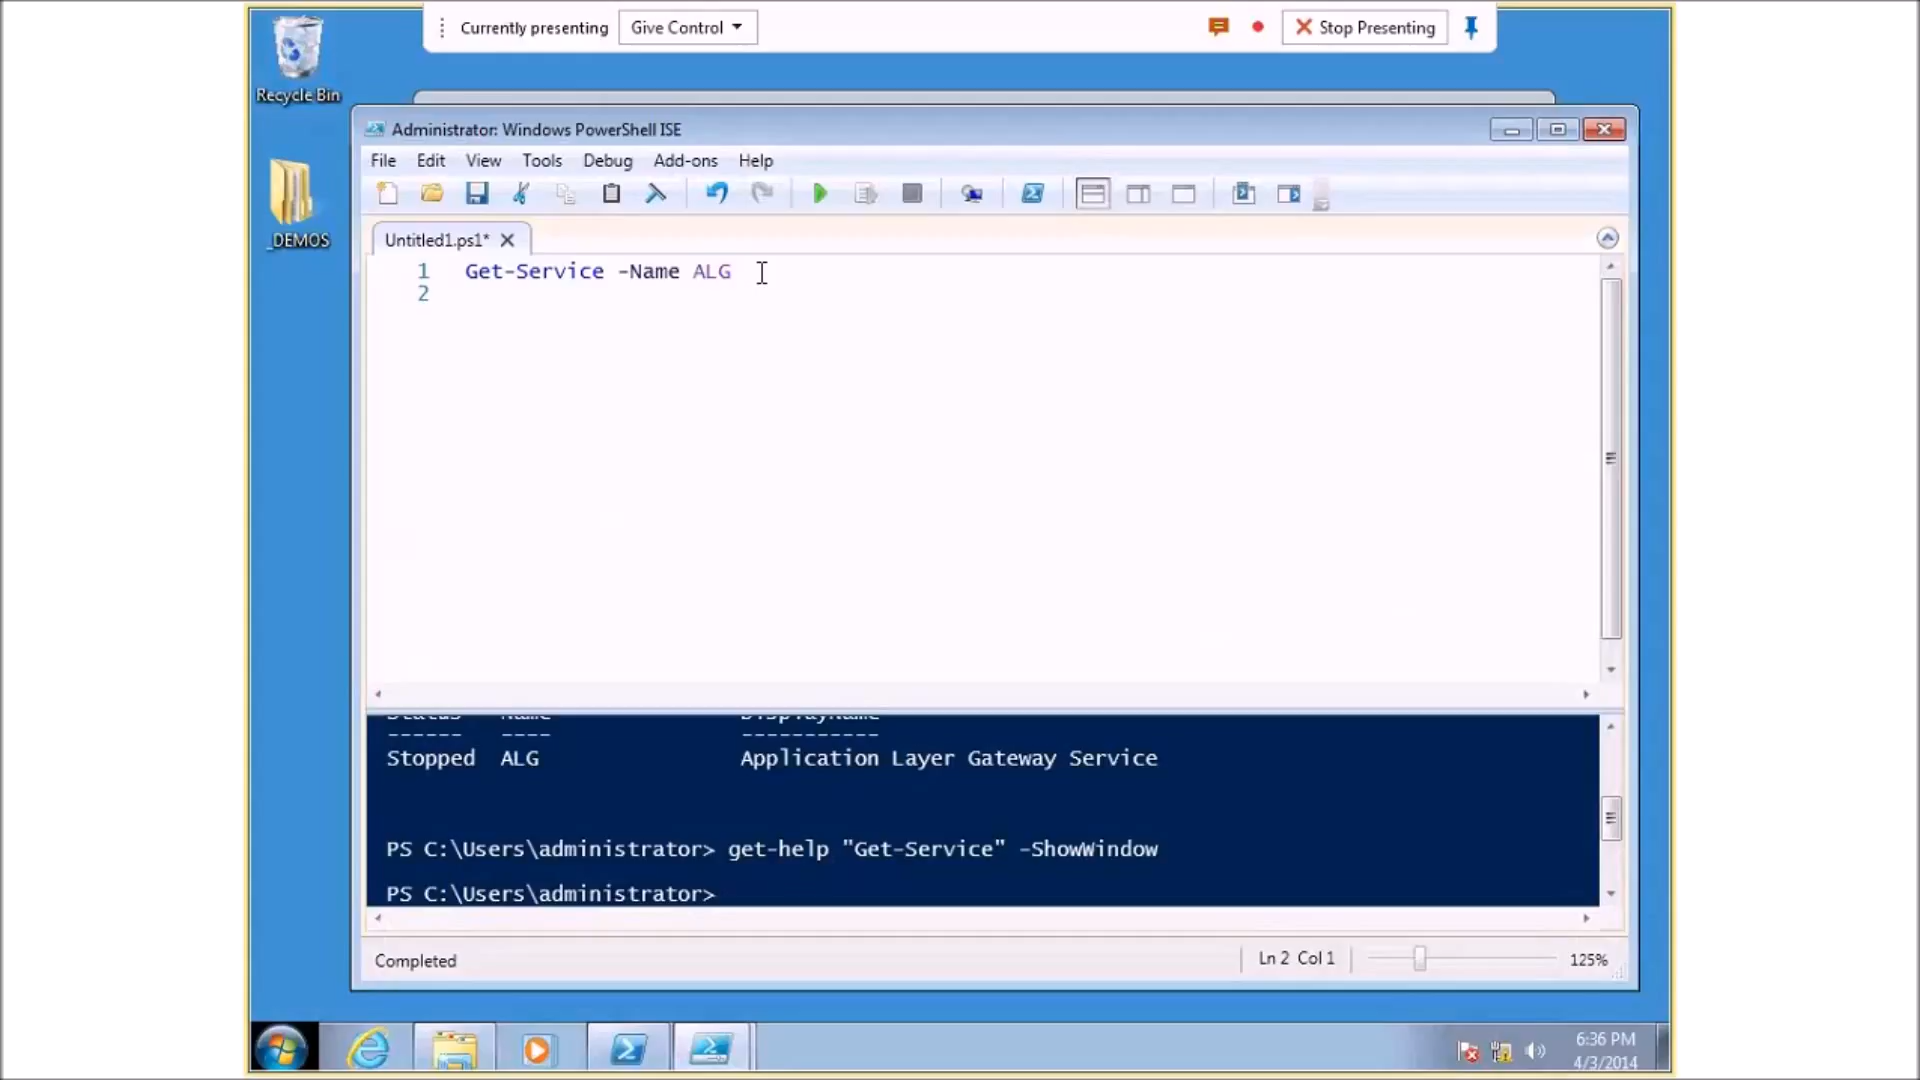 Currently presenting Give Control Stop Presenting
Recycle Bin
Administrator: Windows PowerShell ISE
File Edit View Tools Debug Add-ons Help
_DEMOS
Untitled1.ps1*
1 Get-Service -Name ALG
2
Status Name DisplayName
------ ---- -----------
Stopped ALG Application Layer Gateway Service
PS C:\Users\administrator> get-help "Get-Service" -ShowWindow
PS C:\Users\administrator>
Completed Ln 2 Col 1 125%
6:36 PM
4/3/2014